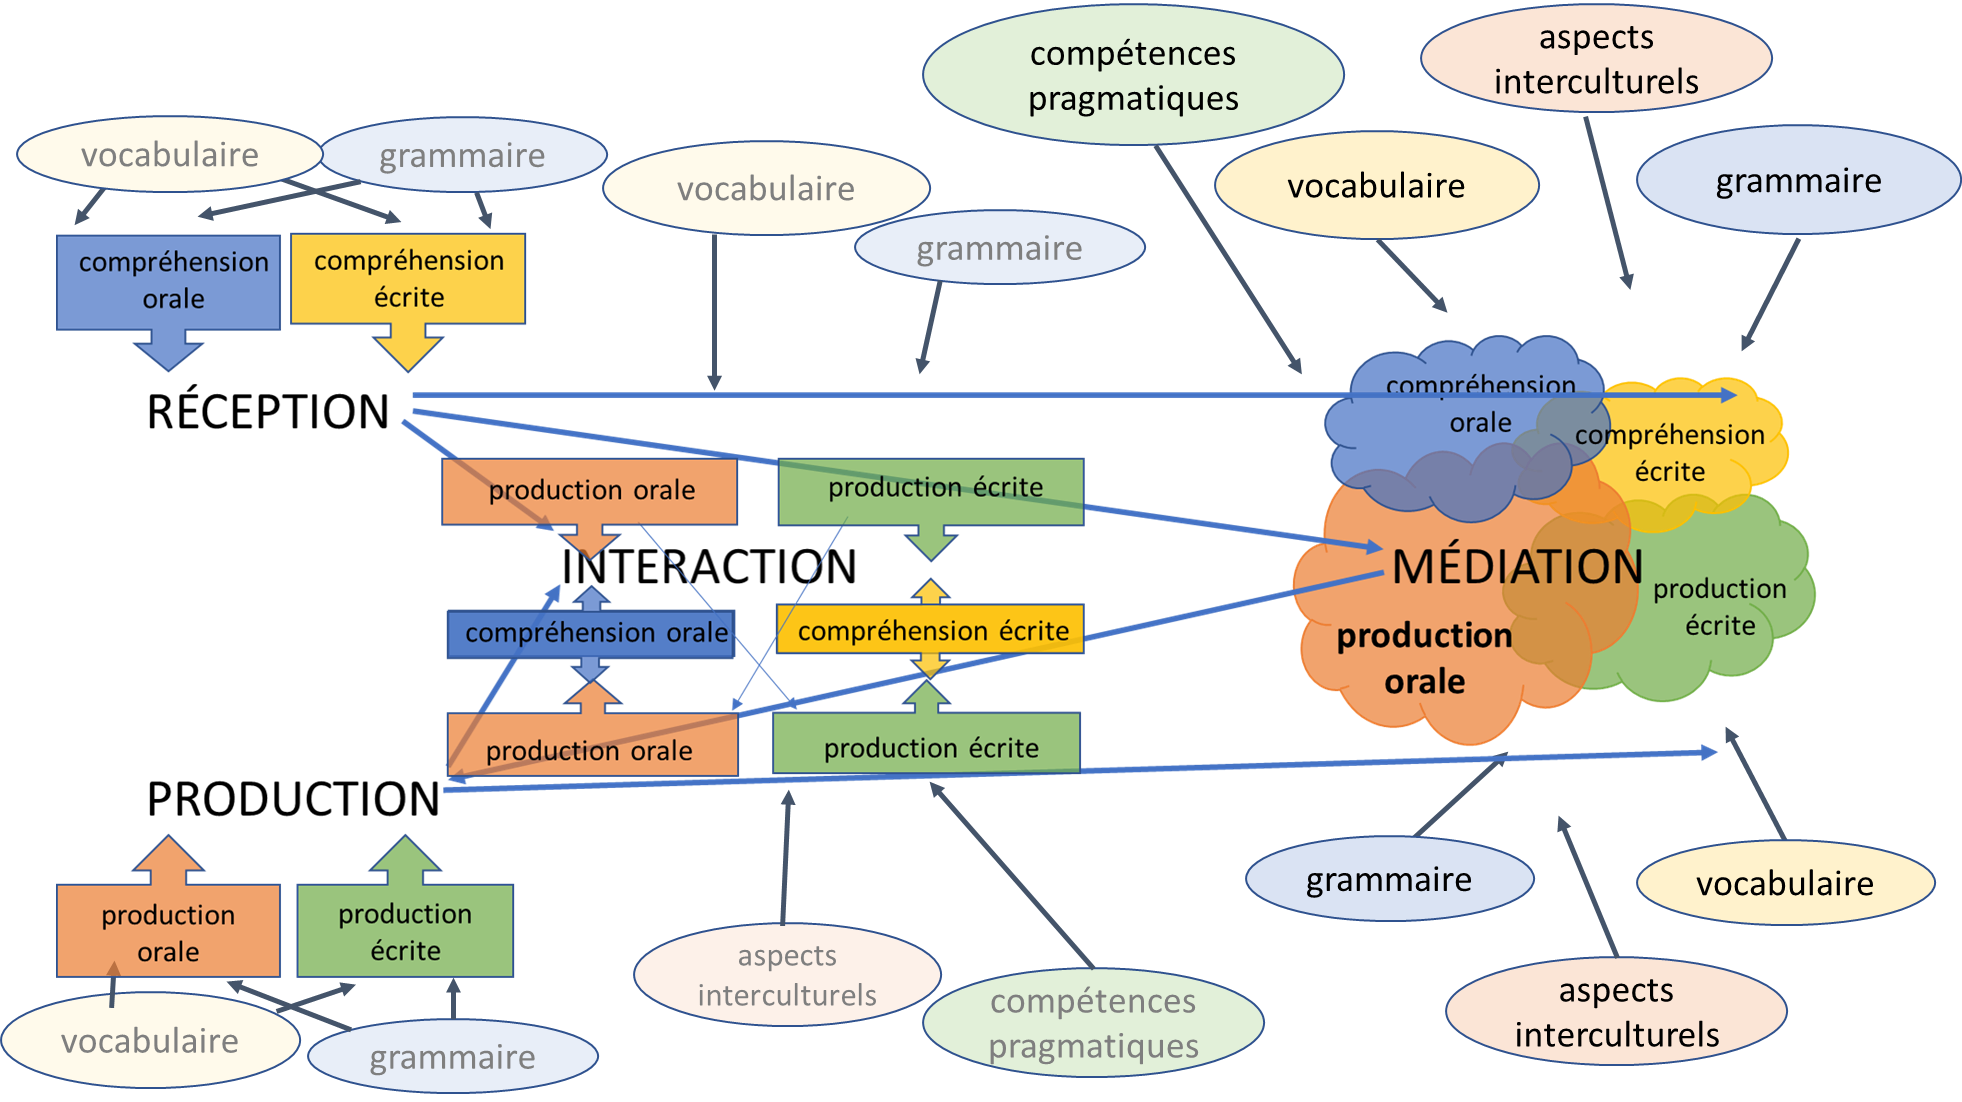 compétences
pragmatiques
aspects
interculturels
vocabulaire
grammaire
vocabulaire
grammaire
vocabulaire
grammaire
compréhension
orale
compréhension
écrite
RÉCEPTION
compréhension
orale
compréhension
écrite
production orale
production écrite
INTERACTION
MÉDIATION
compréhension orale
compréhension écrite
production
écrite
production
orale
production orale
production écrite
PRODUCTION
production
orale
production
écrite
grammaire
vocabulaire
aspects
interculturels
compétences
pragmatiques
aspects
interculturels
vocabulaire
grammaire